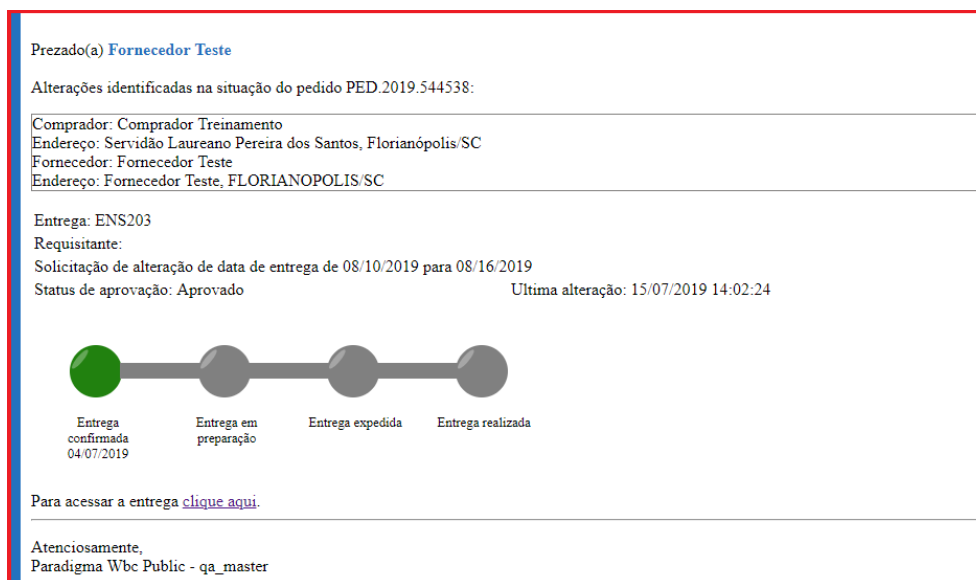 Prezado(a) Fornecedor Teste
Alterações identificadas na situação do pedido PED.2019.544538:
Comprador: Comprador Treinamento
Endereço: Servidão Laureano Pereira dos Santos, Florianópolis/SC
Fornecedor: Fornecedor Teste
Endereço: Fornecedor Teste, FLORIANOPOLIS/SC
Entrega: ENS203
Requisitante:
Solicitação de alteração de data de entrega de 08/10/2019 para 08/16/2019
Status de aprovação: Aprovado
Ultima alteração: 15/07/2019 14:02:24
Entrega
confirmada
04/07/2019
Entrega em
preparação
Entrega expedida
Entrega realizada
Para acessar a entrega clique aqui.
Atenciosamente,
Paradigma Wbc Public - qa_master